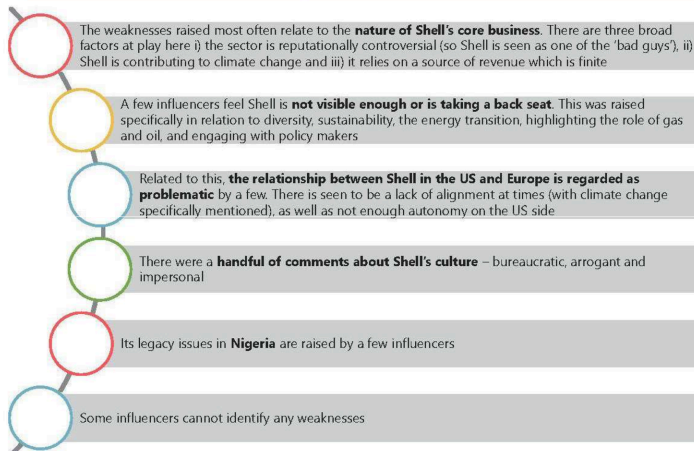 The weaknesses raised most often relate to the nature of Shell's core business. There are three broad
factors at play here i) the sector is reputationally controversial (so Shell is seen as one of the 'bad guys'), ii)
Shell is contributing to climate change and iii) it relies on a source of revenue which is finite
A few influencers feel Shell is not visible enough or is taking a back seat. This was raised
specifically in relation to diversity, sustainability, the energy transition, highlighting the role of gas
and oil, and engaging with policy makers
Related to this, the relationship between Shell in the US and Europe is regarded as
problematic by a few. There is seen to be a lack of alignment at times (with climate change
specifically mentioned), as well as not enough autonomy on the US side
There were a handful of comments about Shell's culture – bureaucratic, arrogant and
impersonal
Its legacy issues in Nigeria are raised by a few influencers
Some influencers cannot identify any weaknesses